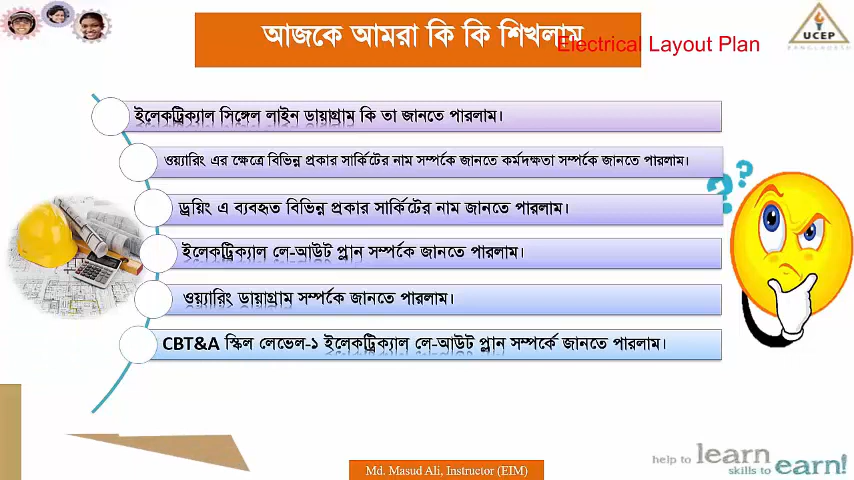 আজকে আমরা কি কি শিখলাম
Electrical Layout Plan
UCEP
BANGLADESH
ইলেকট্রিক্যাল সিঙ্গেল লাইন ডায়াগ্রাম কি তা জানতে পারলাম।
ওয়্যারিং এর ক্ষেত্রে বিভিন্ন প্রকার সার্কিটের নাম সম্পর্কে জানতে কর্মদক্ষতা সম্পর্কে জানতে পারলাম।
ড্রয়িং এ ব্যবহৃত বিভিন্ন প্রকার সার্কিটের নাম জানতে পারলাম।
ইলেকট্রিক্যাল লে-আউট প্ল্যান সম্পর্কে জানতে পারলাম।
ওয়্যারিং ডায়াগ্রাম সম্পর্কে জানতে পারলাম।
CBT&A স্কিল লেভেল-১ ইলেকট্রিক্যাল লে-আউট প্ল্যান সম্পর্কে জানতে পারলাম।
Md. Masud Ali, Instructor (EIM)
help to learn
skills to earn!